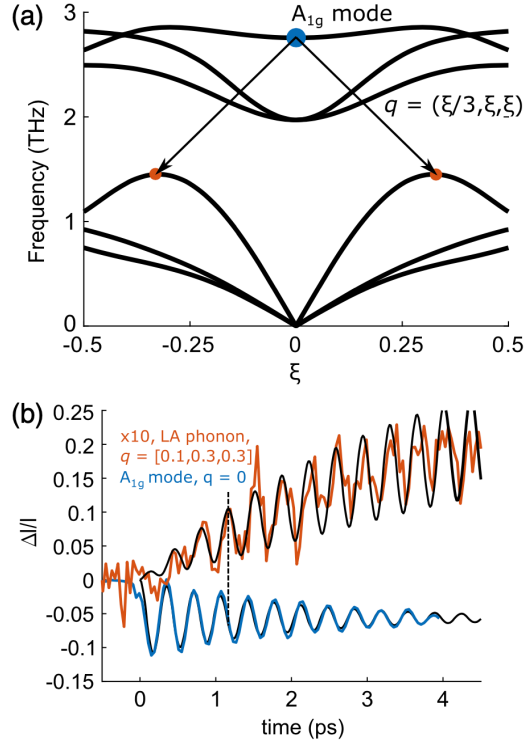 (a)
A1g mode
q = (ξ/3,ξ,ξ)
Frequency (THz)
3
2
1
0
-0.5 -0.25 0 0.25 0.5
ξ
(b)
x10, LA phonon,
q = [0.1,0.3,0.3]
A1g mode, q = 0
ΔI/I
0.25
0.2
0.15
0.1
0.05
0
-0.05
-0.1
-0.15
0 1 2 3 4
time (ps)